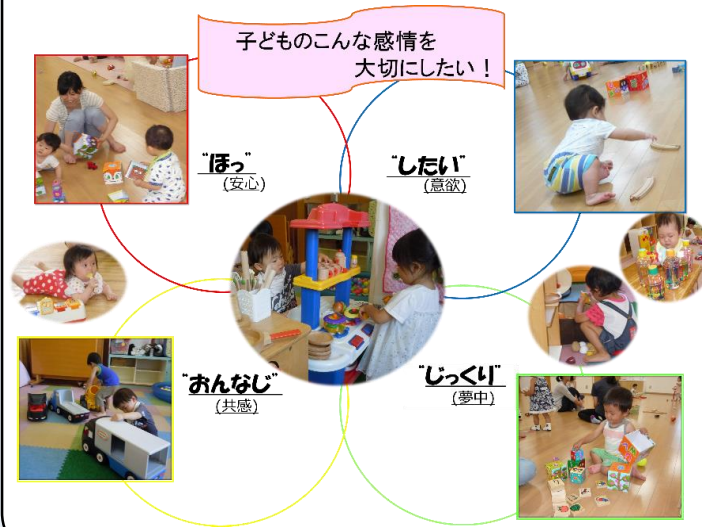 子どものこんな感情を
大切にしたい！
“ほっ”
(安心)
“したい”
(意欲)
“おんなじ”
(共感)
“じっくり”
(夢中)